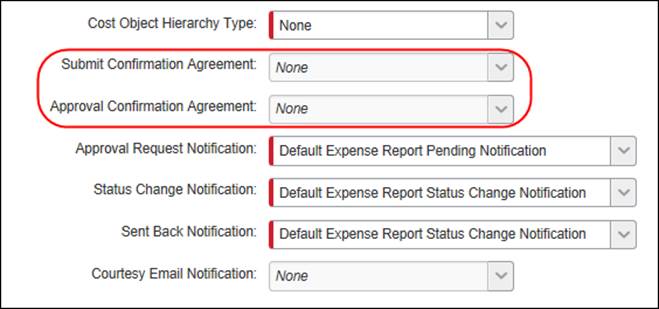 Cost Object Hierarchy Type: None
Submit Confirmation Agreement: None
Approval Confirmation Agreement: None
Approval Request Notification: Default Expense Report Pending Notification
Status Change Notification: Default Expense Report Status Change Notification
Sent Back Notification: Default Expense Report Status Change Notification
Courtesy Email Notification: None